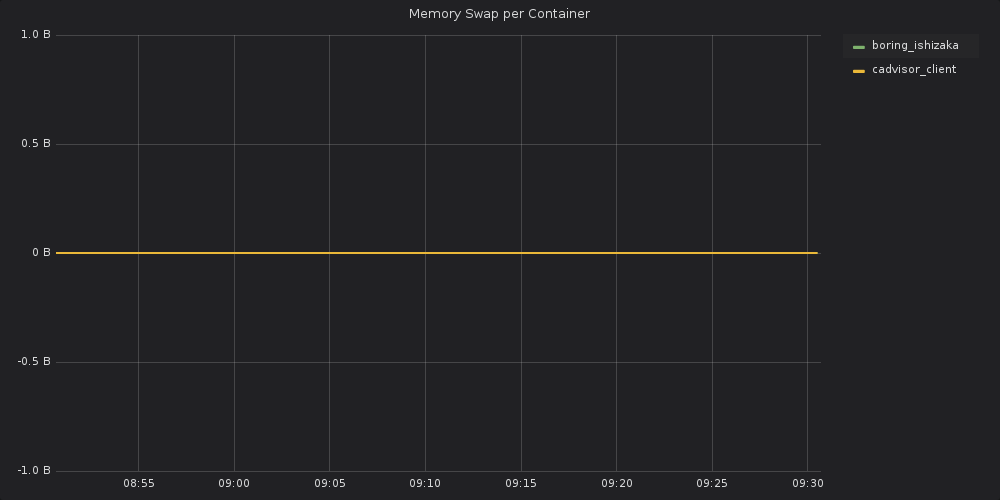 Memory Swap per Container
1.0 B
0.5 B
0 B
-0.5 B
-1.0 B
08:55 09:00 09:05 09:10 09:15 09:20 09:25 09:30
boring_ishizaka
cadvisor_client